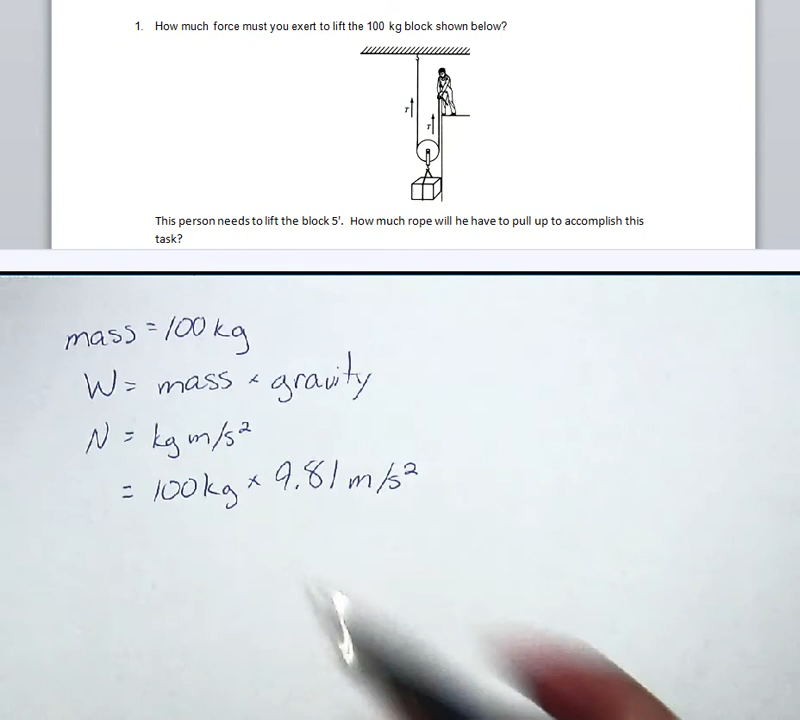 1. How much force must you exert to lift the 100 kg block shown below?
T
T
This person needs to lift the block 5'. How much rope will he have to pull up to accomplish this
task?
mass = 100 kg
W = mass × gravity
N = kg m/s²
= 100 kg × 9.81 m/s²